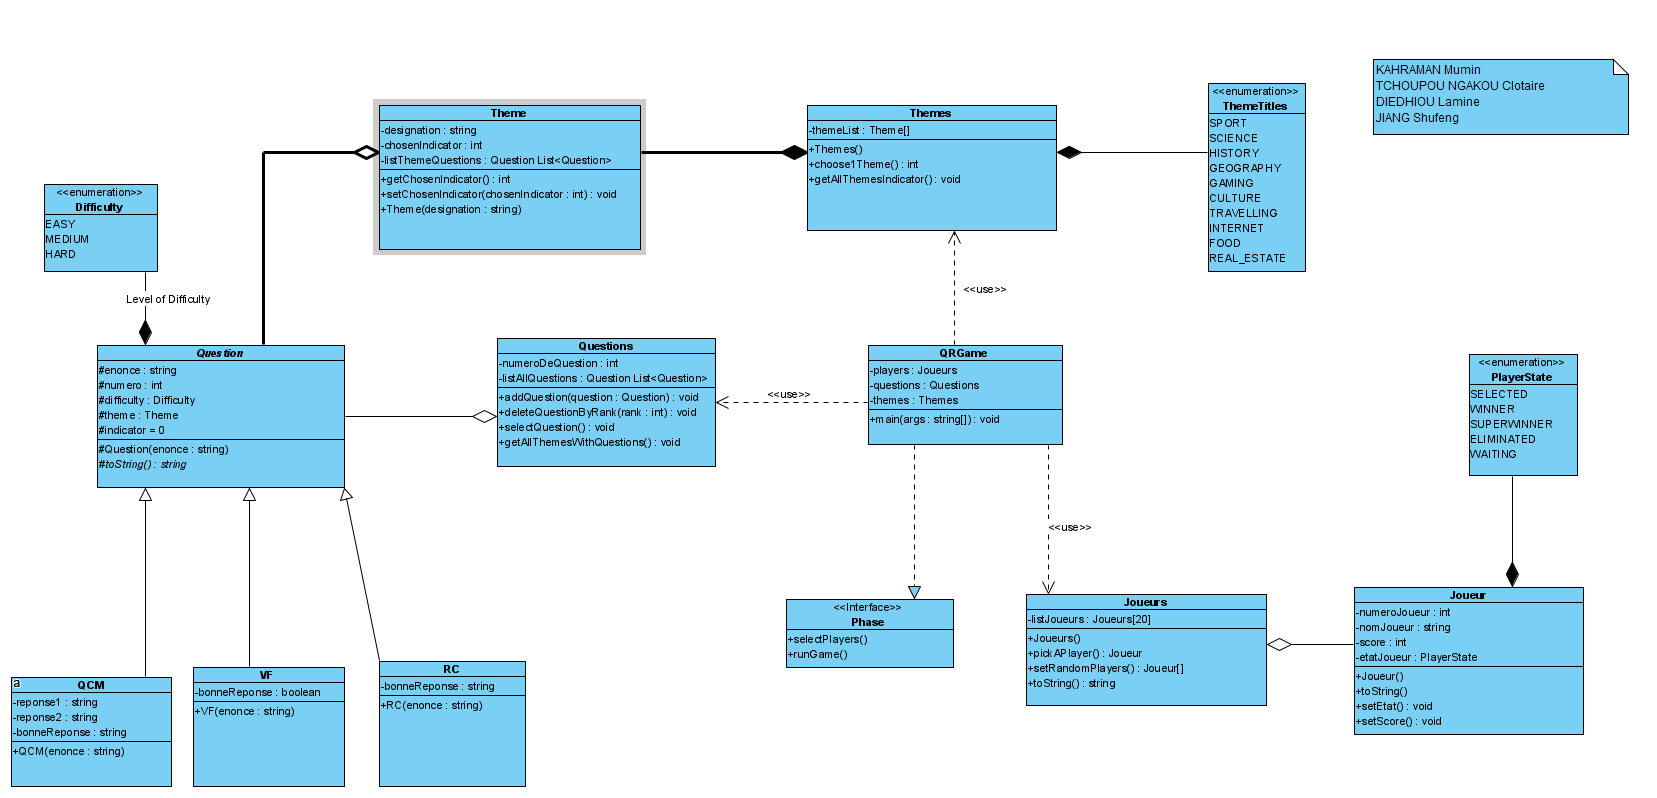 KAHRAMAN Mumin
TCHOUPOU NGAKOU Clotaire
DIEDHIOU Lamine
JIANG Shufeng
Theme
-designation : string
-chosenIndicator : int
-listThemeQuestions : Question List<Question>
+getChosenIndicator() : int
+setChosenIndicator(chosenIndicator : int) : void
+Theme(designation : string)
Themes
-themeList : Theme[]
+Themes()
+choose1Theme() : int
+getAllThemesIndicator() : void
<<enumeration>>
ThemeTitles
SPORT
SCIENCE
HISTORY
GEOGRAPHY
GAMING
CULTURE
TRAVELLING
INTERNET
FOOD
REAL_ESTATE
<<enumeration>>
Difficulty
EASY
MEDIUM
HARD
Level of Difficulty
<<use>>
Question
#enonce : string
#numero : int
#difficulty : Difficulty
#theme : Theme
#indicator = 0
#Question(enonce : string)
#toString() : string
Questions
-numeroDeQuestion : int
-listAllQuestions : Question List<Question>
+addQuestion(question : Question) : void
+deleteQuestionByRank(rank : int) : void
+selectQuestion() : void
+getAllThemesWithQuestions() : void
<<use>>
QRGame
-players : Joueurs
-questions : Questions
-themes : Themes
+main(args : string[]) : void
<<enumeration>>
PlayerState
SELECTED
WINNER
SUPERWINNER
ELIMINATED
WAITING
<<use>>
<<Interface>>
Phase
+selectPlayers()
+runGame()
Joueurs
-listJoueurs : Joueurs[20]
+Joueurs()
+pickAPlayer() : Joueur
+setRandomPlayers() : Joueur[]
+toString() : string
Joueur
-numeroJoueur : int
-nomJoueur : string
-score : int
-etatJoueur : PlayerState
+Joueur()
+toString()
+setEtat() : void
+setScore() : void
a
QCM
-reponse1 : string
-reponse2 : string
-bonneReponse : string
+QCM(enonce : string)
VF
-bonneReponse : boolean
+VF(enonce : string)
RC
-bonneReponse : string
+RC(enonce : string)